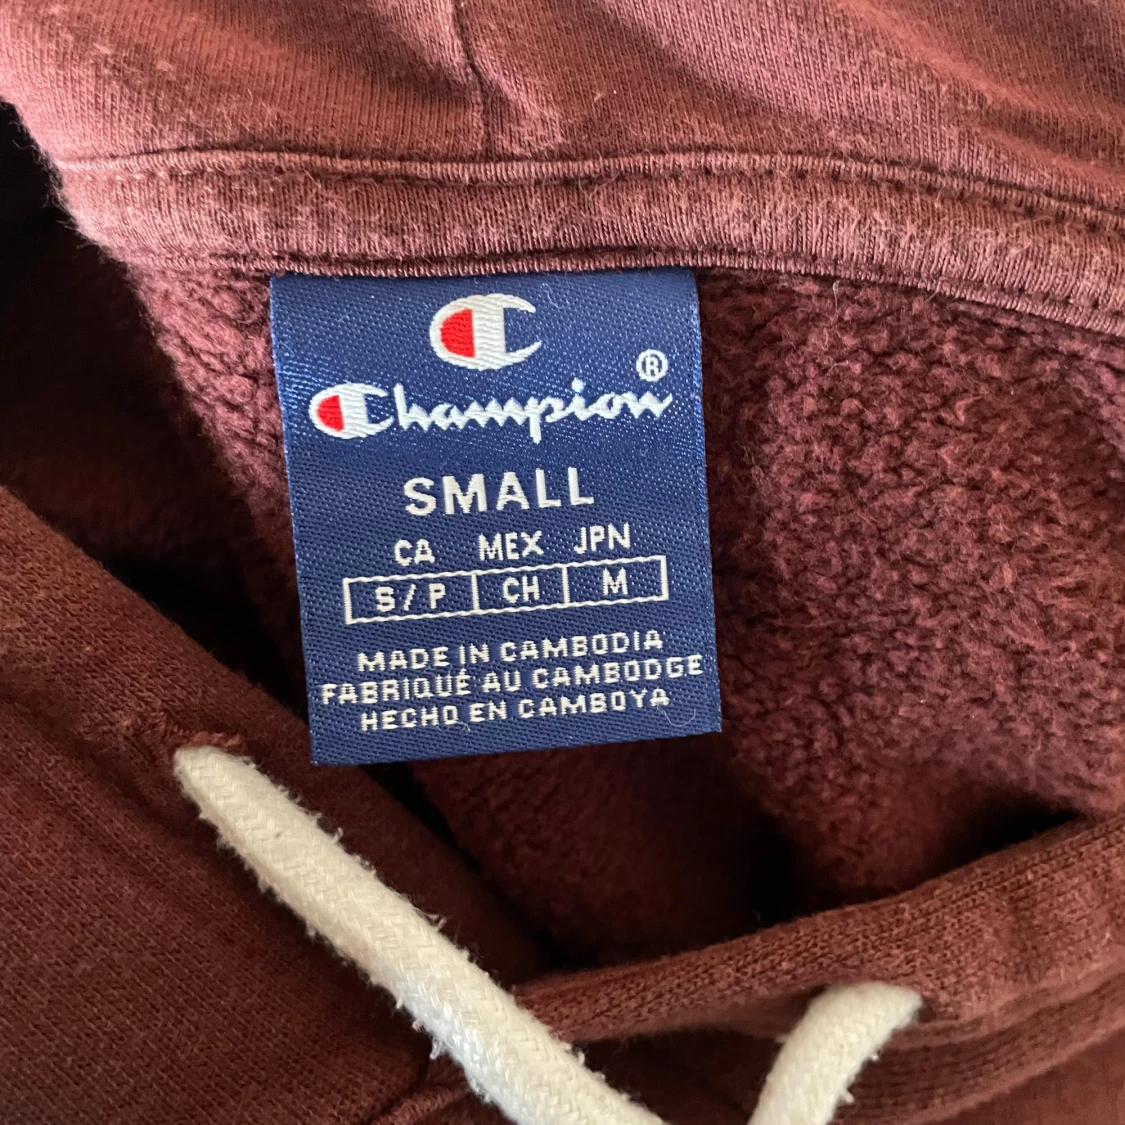 C
Champion®
SMALL
CA MEX JPN
S/P CH M
MADE IN CAMBODIA
FABRIQUÉ AU CAMBODGE
HECHO EN CAMBOYA